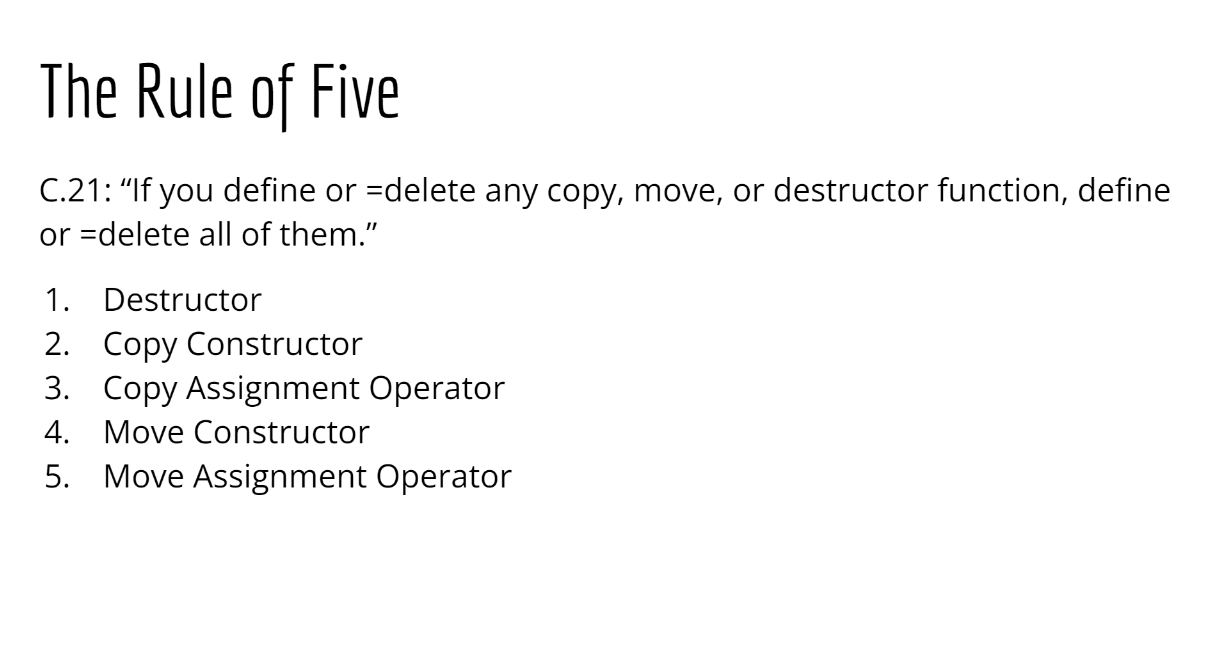 The Rule of Five
C.21: “If you define or =delete any copy, move, or destructor function, define
or =delete all of them.”
1. Destructor
2. Copy Constructor
3. Copy Assignment Operator
4. Move Constructor
5. Move Assignment Operator